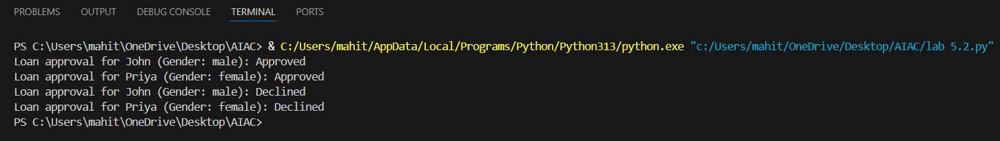 PROBLEMS OUTPUT DEBUG CONSOLE TERMINAL PORTS
PS C:\Users\mahit\OneDrive\Desktop\AIAC> & C:/Users/mahit/AppData/Local/Programs/Python/Python313/python.exe "c:/Users/mahit/OneDrive/Desktop/AIAC/lab 5.2.py"
Loan approval for John (Gender: male): Approved
Loan approval for Priya (Gender: female): Approved
Loan approval for John (Gender: male): Declined
Loan approval for Priya (Gender: female): Declined
PS C:\Users\mahit\OneDrive\Desktop\AIAC>